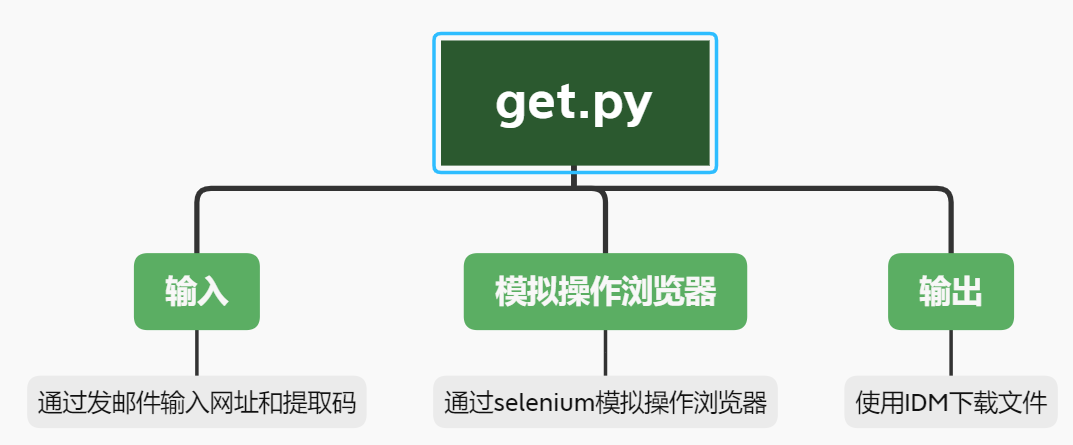 get.py
输入
模拟操作浏览器
输出
通过发邮件输入网址和提取码
通过selenium模拟操作浏览器
使用IDM下载文件